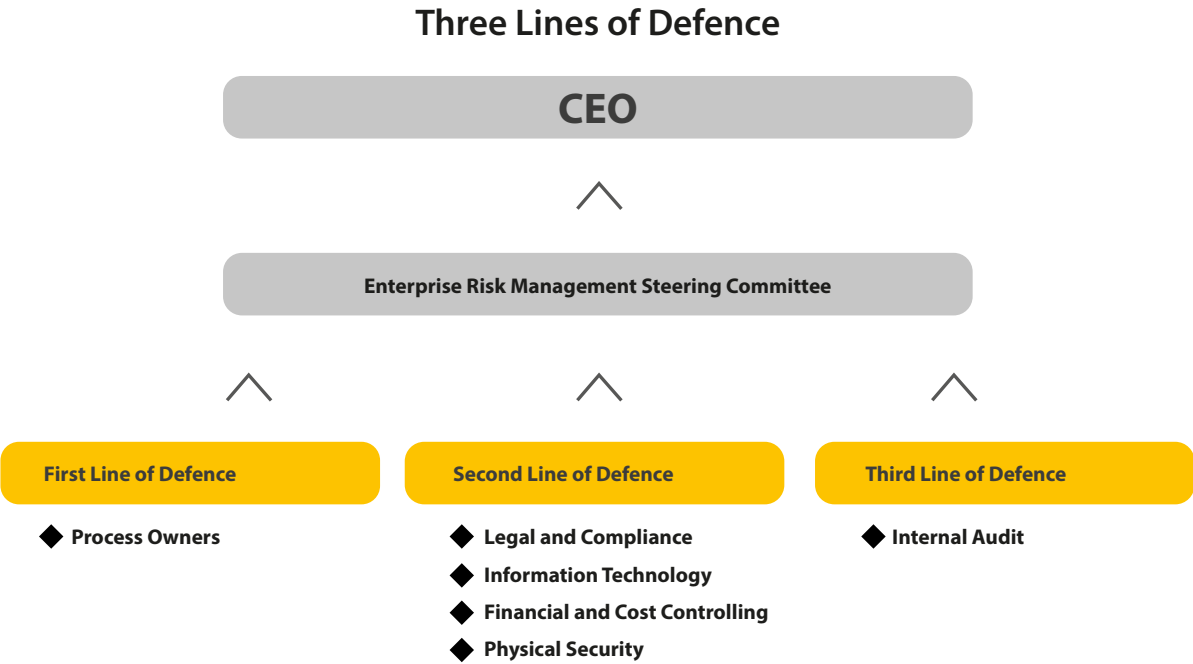 Three Lines of Defence
CEO
Enterprise Risk Management Steering Committee
First Line of Defence
Process Owners
Second Line of Defence
Legal and Compliance
Information Technology
Financial and Cost Controlling
Physical Security
Third Line of Defence
Internal Audit